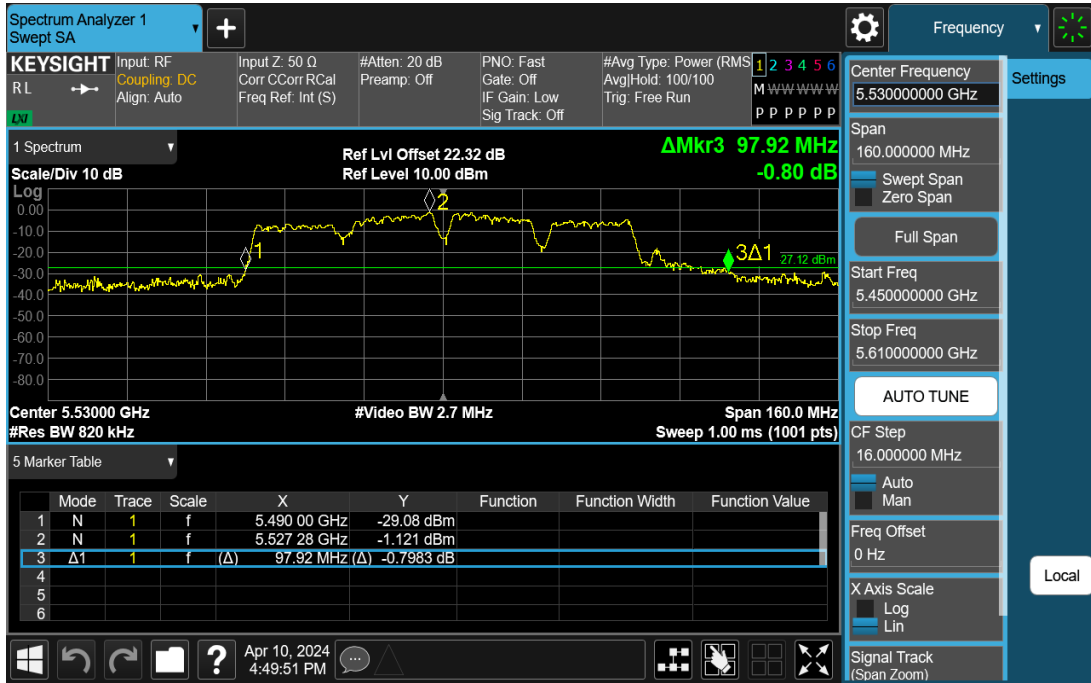 Spectrum Analyzer 1
Swept SA
+
Frequency
KEYSIGHT
RL
LXI
Input: RF
Coupling: DC
Align: Auto
Input Z: 50 Ω
Corr CCorr RCal
Freq Ref: Int (S)
#Atten: 20 dB
Preamp: Off
PNO: Fast
Gate: Off
IF Gain: Low
Sig Track: Off
#Avg Type: Power (RMS
Avg|Hold: 100/100
Trig: Free Run
1 2 3 4 5 6
M W W W W W
P P P P P P
1 Spectrum
Scale/Div 10 dB
Ref Lvl Offset 22.32 dB
Ref Level 10.00 dBm
ΔMkr3 97.92 MHz
-0.80 dB
Log
0.00
-10.0
-20.0
-30.0
-40.0
-50.0
-60.0
-70.0
-80.0
1
2
3Δ1
-27.12 dBm
Center 5.53000 GHz
#Video BW 2.7 MHz
Span 160.0 MHz
#Res BW 820 kHz
Sweep 1.00 ms (1001 pts)
5 Marker Table
Mode Trace Scale X Y Function Function Width Function Value
1 N 1 f 5.490 00 GHz -29.08 dBm
2 N 1 f 5.527 28 GHz -1.121 dBm
3 Δ1 1 f (Δ) 97.92 MHz (Δ) -0.7983 dB
4
5
6
?
Apr 10, 2024
4:49:51 PM
Center Frequency
5.530000000 GHz
Settings
Span
160.000000 MHz
Swept Span
Zero Span
Full Span
Start Freq
5.450000000 GHz
Stop Freq
5.610000000 GHz
AUTO TUNE
CF Step
16.000000 MHz
Auto
Man
Freq Offset
0 Hz
X Axis Scale
Log
Lin
Local
Signal Track
(Span Zoom)